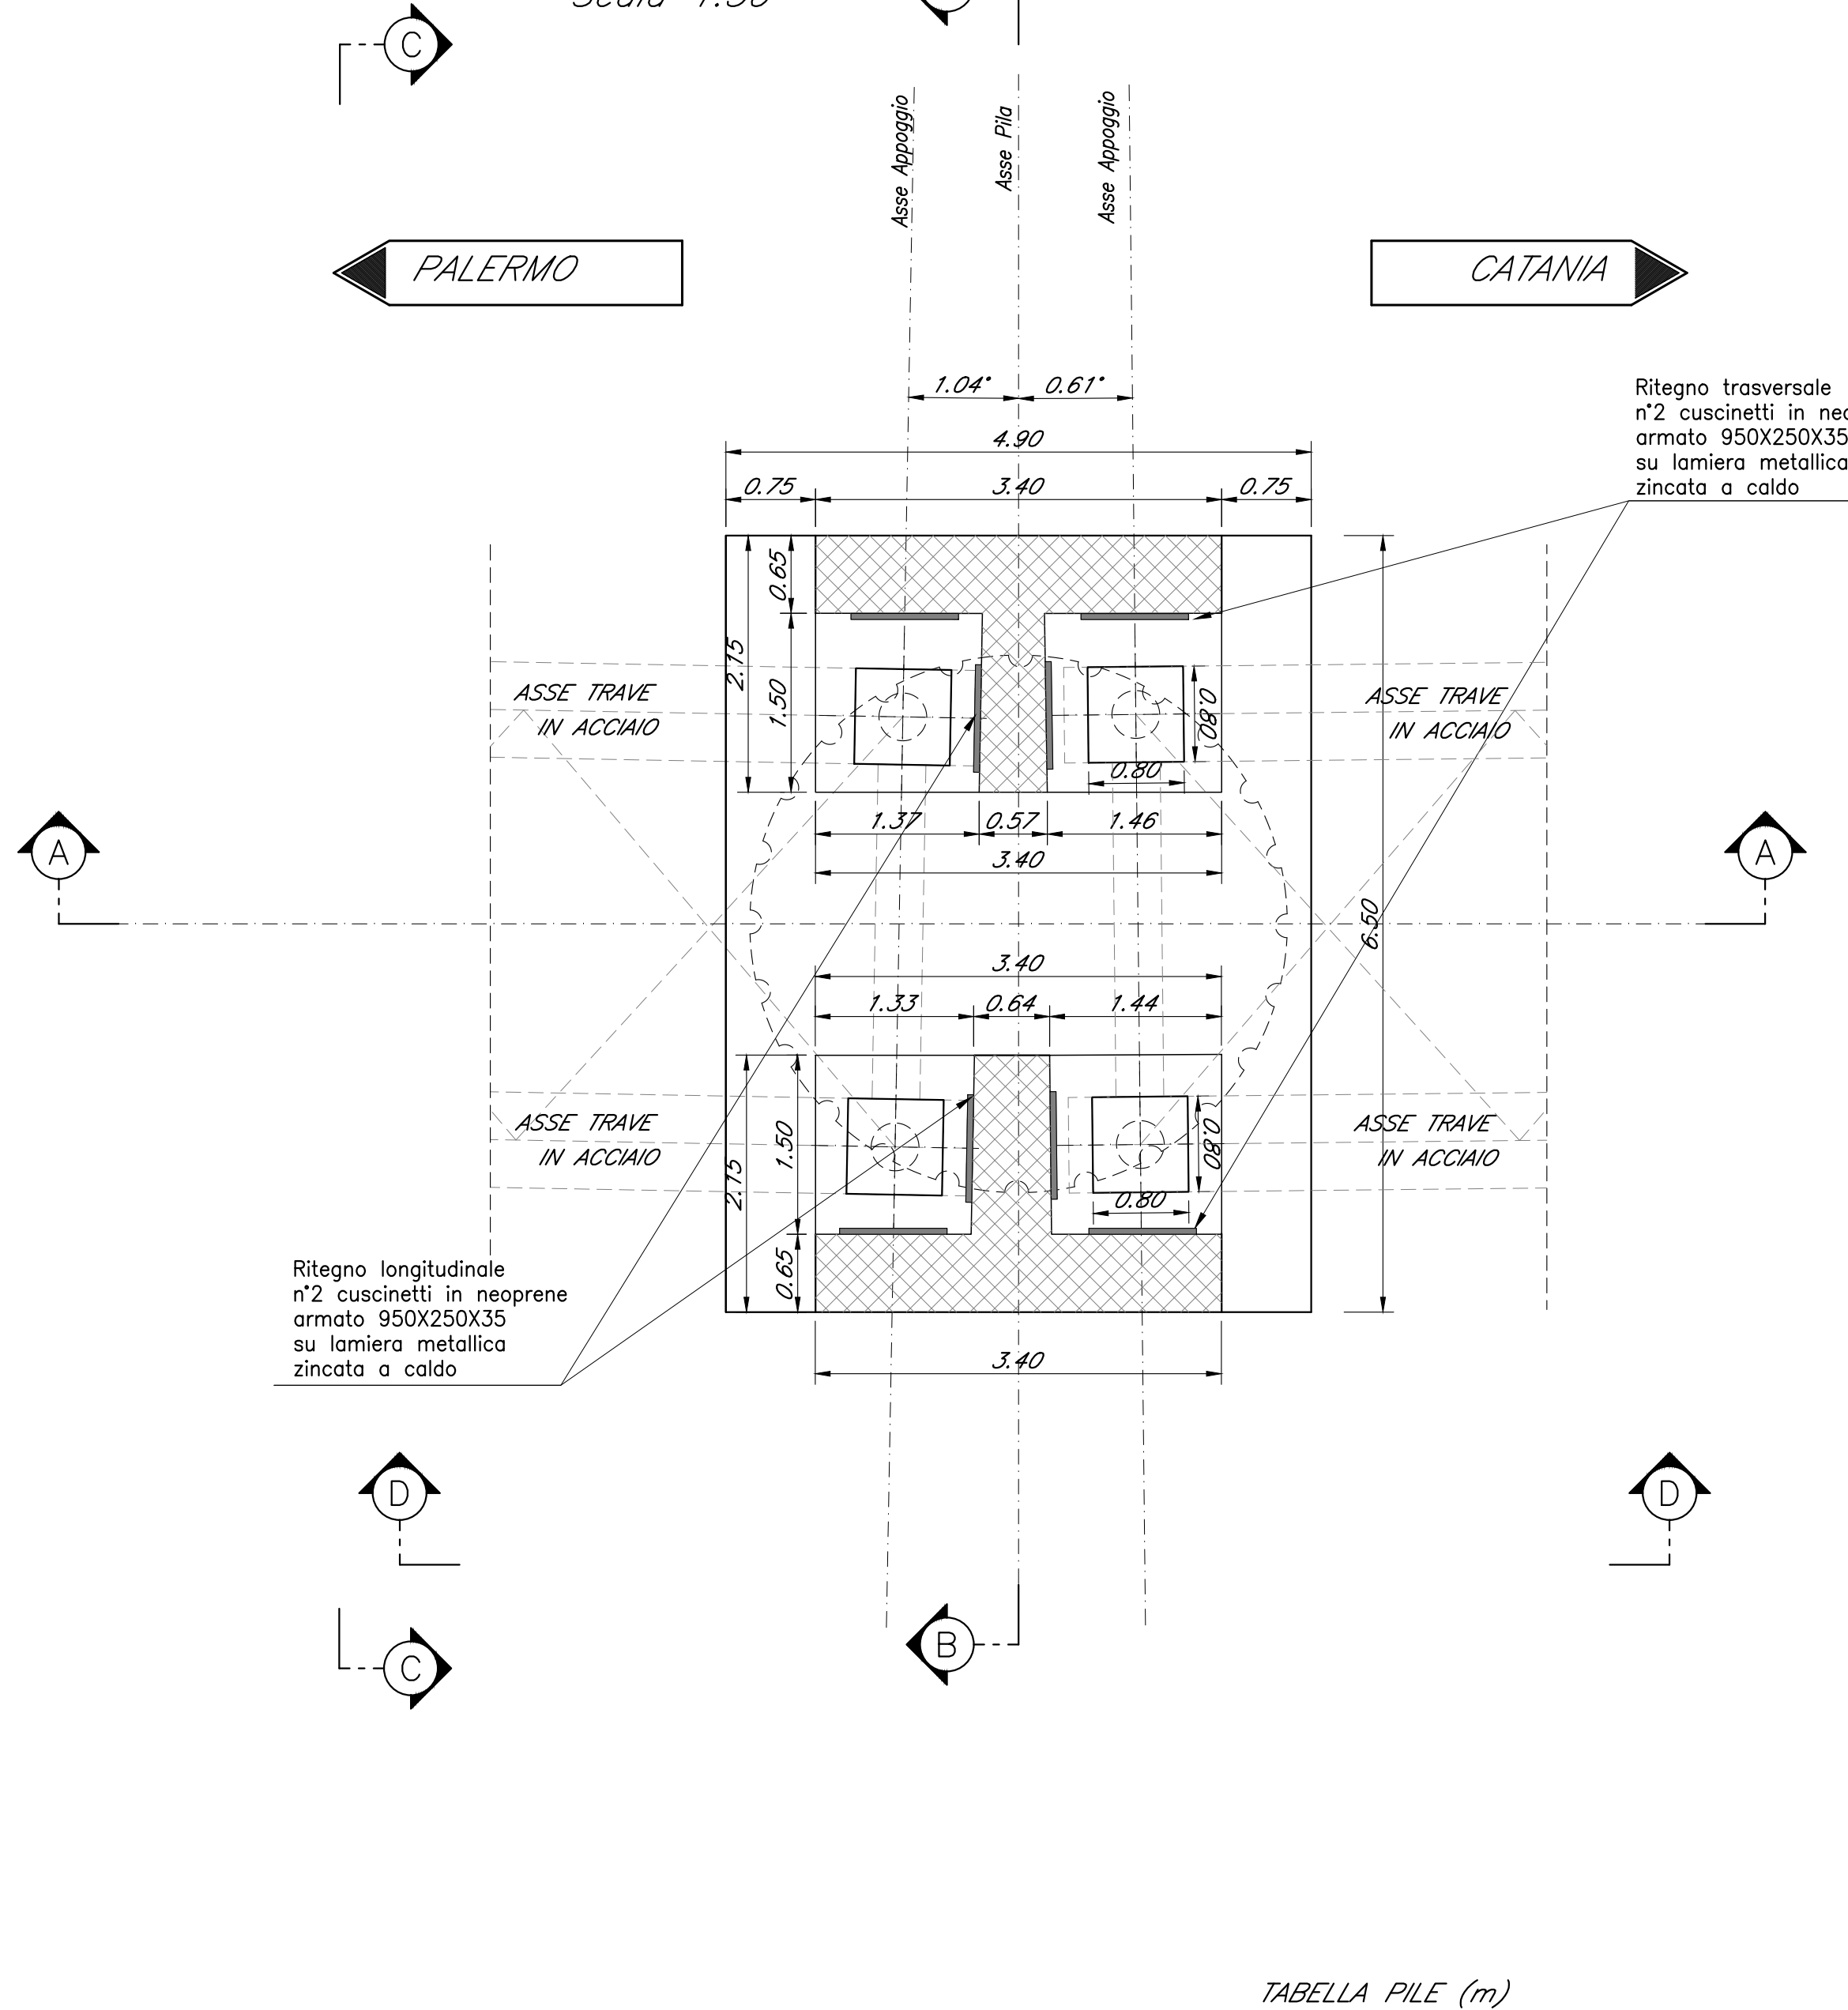 Scala 1:50
C
Asse Appoggio
Asse Pila
Asse Appoggio
PALERMO
CATANIA
1.04°
0.61°
Ritegno trasversale
n°2 cuscinetti in
armato 950X250X35
su lamiera metallica
zincata a caldo
4.90
0.75
3.40
0.75
0.65
2.15
1.50
ASSE TRAVE
IN ACCIAIO
ASSE TRAVE
IN ACCIAIO
0.80
0.80
1.37
0.57
1.46
3.40
A
A
6.50
3.40
1.33
0.64
1.44
ASSE TRAVE
IN ACCIAIO
ASSE TRAVE
IN ACCIAIO
1.50
2.15
0.80
0.80
0.65
Ritegno longitudinale
n°2 cuscinetti in neoprene
armato 950X250X35
su lamiera metallica
zincata a caldo
3.40
D
D
B
C
TABELLA PILE (m)